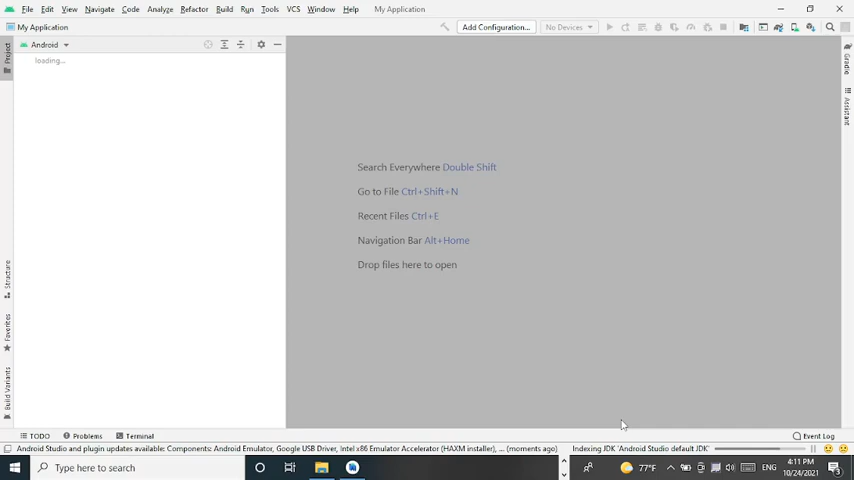 File Edit View Navigate Code Analyze Refactor Build Run Tools VCS Window Help My Application
My Application Add Configuration... No Devices
Project
Android
loading...
Gradle
Assistant
Search Everywhere Double Shift
Go to File Ctrl+Shift+N
Recent Files Ctrl+E
Navigation Bar Alt+Home
Drop files here to open
Structure
Favorites
Build Variants
TODO Problems Terminal Event Log
Android Studio and plugin updates available: Components: Android Emulator, Google USB Driver, Intel x86 Emulator Accelerator (HAXM installer), ... (moments ago) Indexing JDK 'Android Studio default JDK'
Type here to search 77°F ENG 4:11 PM
10/24/2021 3